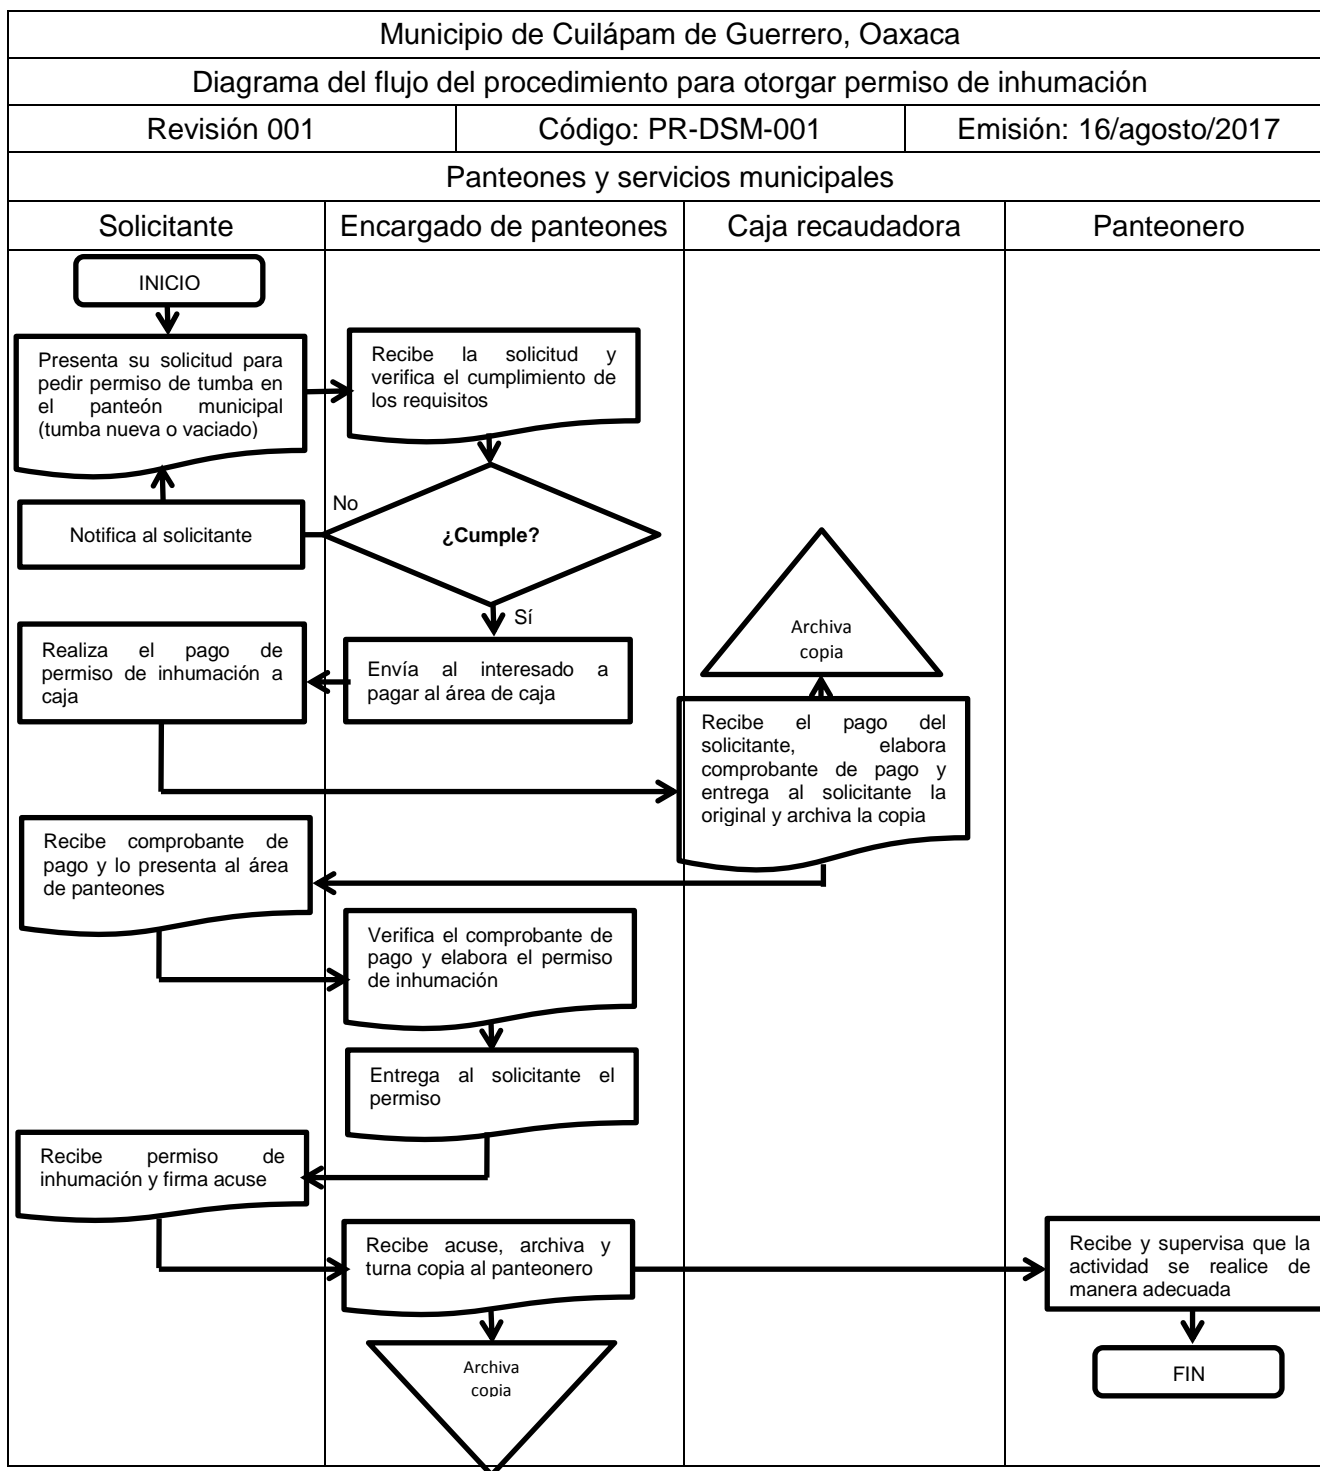 Municipio de Cuilápam de Guerrero, Oaxaca
Diagrama del flujo del procedimiento para otorgar permiso de inhumación
Revisión 001
Código: PR-DSM-001
Emisión: 16/agosto/2017
Panteones y servicios municipales
Solicitante
Encargado de panteones
Caja recaudadora
Panteonero
INICIO
Presenta su solicitud para
pedir permiso de tumba en
el panteón municipal
(tumba nueva o vaciado)
Recibe la solicitud y
verifica el cumplimiento de
los requisitos
No
Notifica al solicitante
¿Cumple?
Sí
Archiva
copia
Realiza el pago de
permiso de inhumación a
caja
Envía al interesado a
pagar al área de caja
Recibe el pago del
solicitante, elabora
comprobante de pago y
entrega al solicitante la
original y archiva la copia
Recibe comprobante de
pago y lo presenta al área
de panteones
Verifica el comprobante de
pago y elabora el permiso
de inhumación
Entrega al solicitante el
permiso
Recibe permiso de
inhumación y firma acuse
Recibe acuse, archiva y
turna copia al panteonero
Recibe y supervisa que la
actividad se realice de
manera adecuada
Archiva
copia
FIN